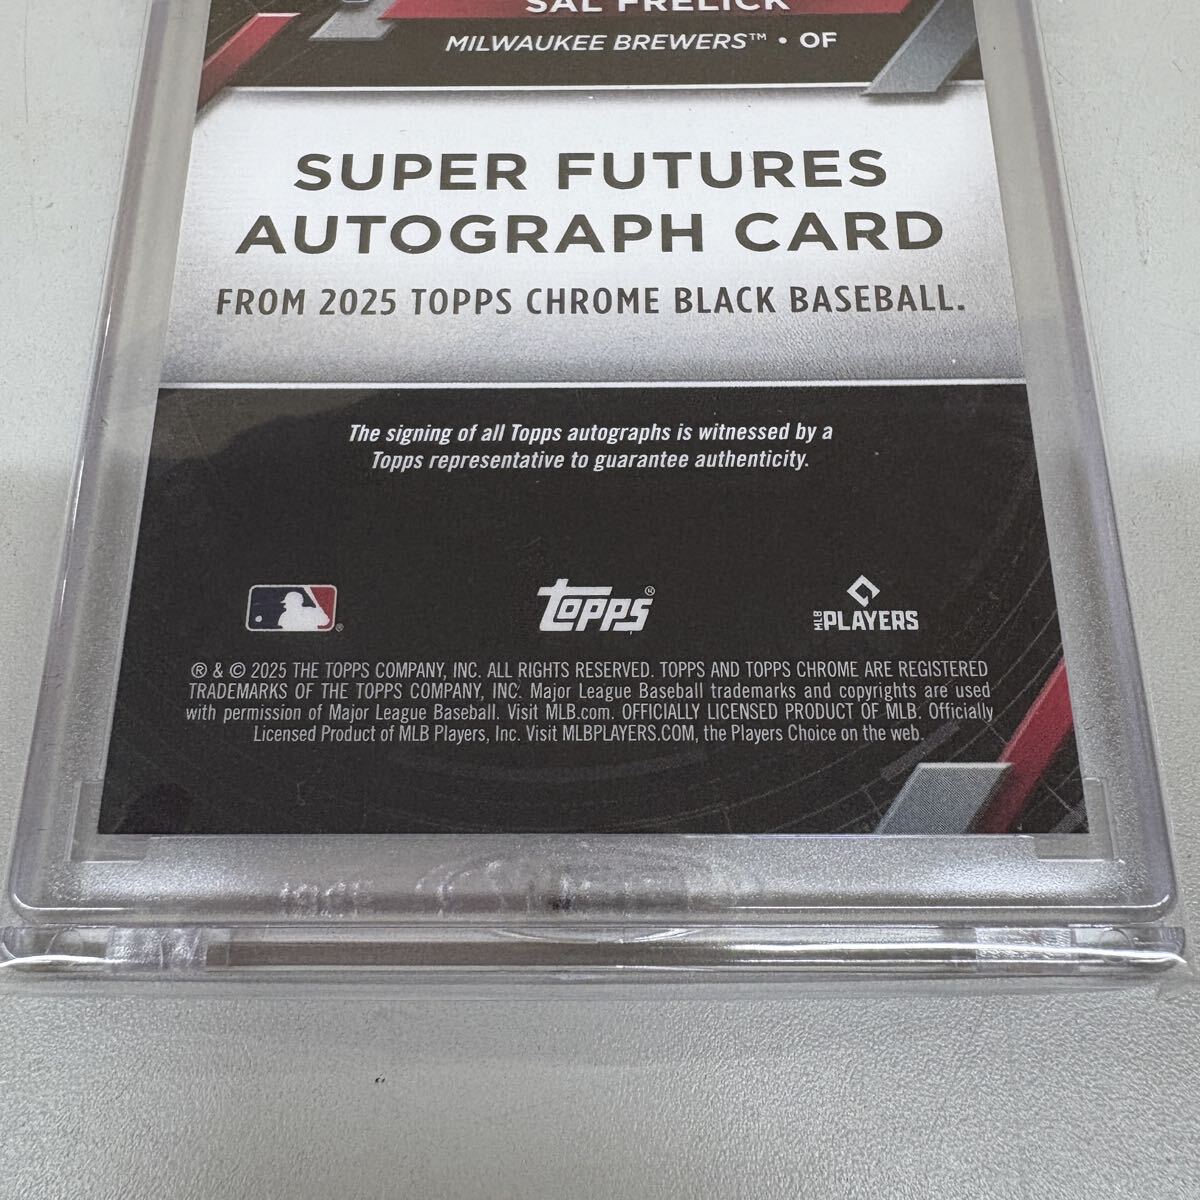 SAL FRELICK
MILWAUKEE BREWERS™ • OF
SUPER FUTURES
AUTOGRAPH CARD
FROM 2025 TOPPS CHROME BLACK BASEBALL.
The signing of all Topps autographs is witnessed by a
Topps representative to guarantee authenticity.
®
Topps®
MLB PLAYERS
® & © 2025 THE TOPPS COMPANY, INC. ALL RIGHTS RESERVED. TOPPS AND TOPPS CHROME ARE REGISTERED
TRADEMARKS OF THE TOPPS COMPANY, INC. Major League Baseball trademarks and copyrights are used
with permission of Major League Baseball. Visit MLB.com. OFFICIALLY LICENSED PRODUCT OF MLB. Officially
Licensed Product of MLB Players, Inc. Visit MLBPLAYERS.COM, the Players Choice on the web.